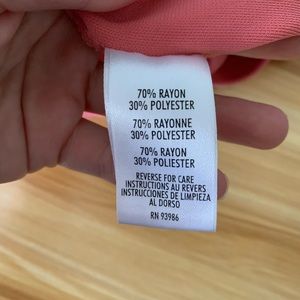 70% RAYON
30% POLYESTER
70% RAYONNE
30% POLYESTER
70% RAYON
30% POLIESTER
REVERSE FOR CARE
INSTRUCTIONS AU REVERS
INSTRUCCIONES DE LIMPIEZA
AL DORSO
RN 93986